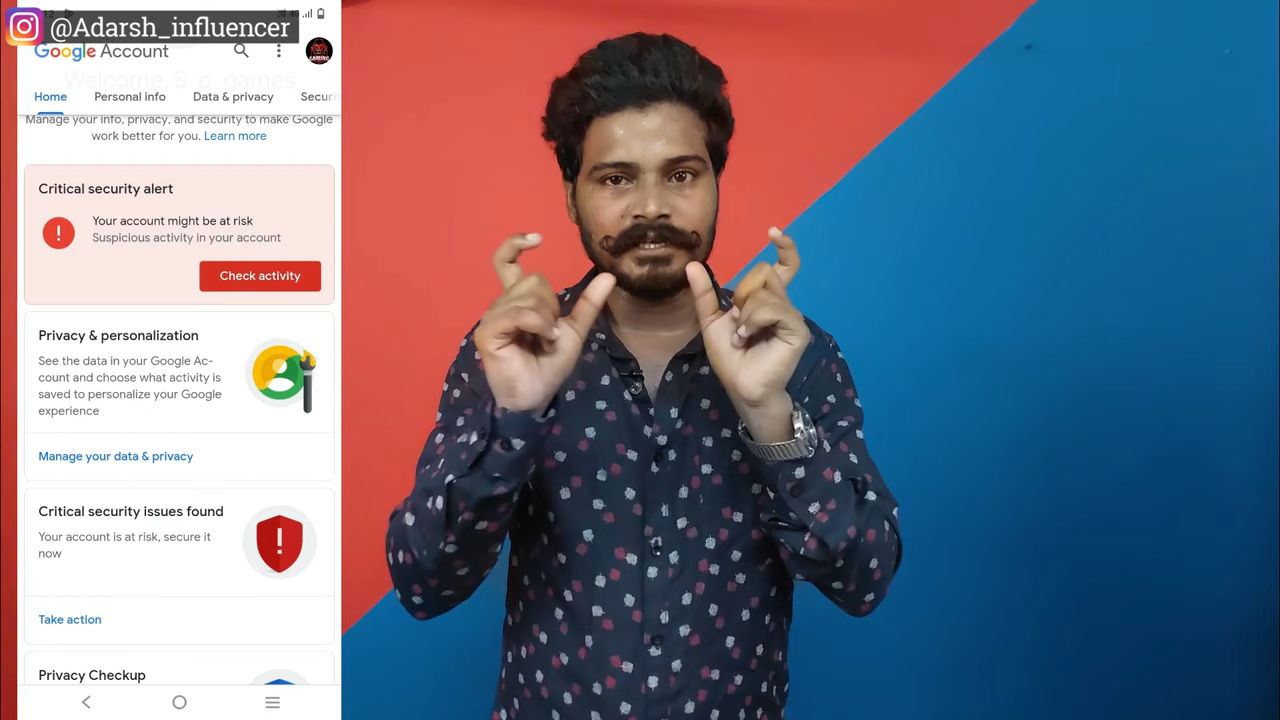 @Adarsh_influencer
Google Account
Welcome, S. p. games
Home Personal info Data & privacy Securi
Manage your info, privacy, and security to make Google
work better for you. Learn more
Critical security alert
Your account might be at risk
Suspicious activity in your account
Check activity
Privacy & personalization
See the data in your Google Ac-
count and choose what activity is
saved to personalize your Google
experience
Manage your data & privacy
Critical security issues found
Your account is at risk, secure it
now
Take action
Privacy Checkup